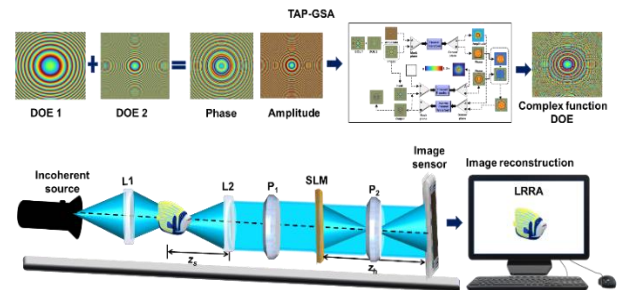 TAP-GSA
DOE 1
DOE 2
Phase
Amplitude
Complex function
DOE
Incoherent
source
L1
L2
P1
SLM
P2
Image
sensor
Image reconstruction
LRRA
zs
zh